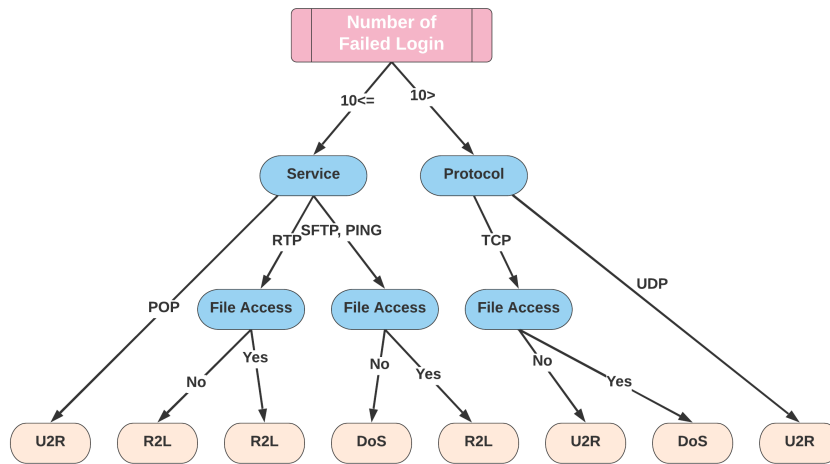 Number of
Failed Login
10<=
10>
Service
Protocol
RTP
SFTP, PING
TCP
UDP
POP
File Access
File Access
File Access
No
Yes
No
Yes
No
Yes
U2R
R2L
R2L
DoS
R2L
U2R
DoS
U2R